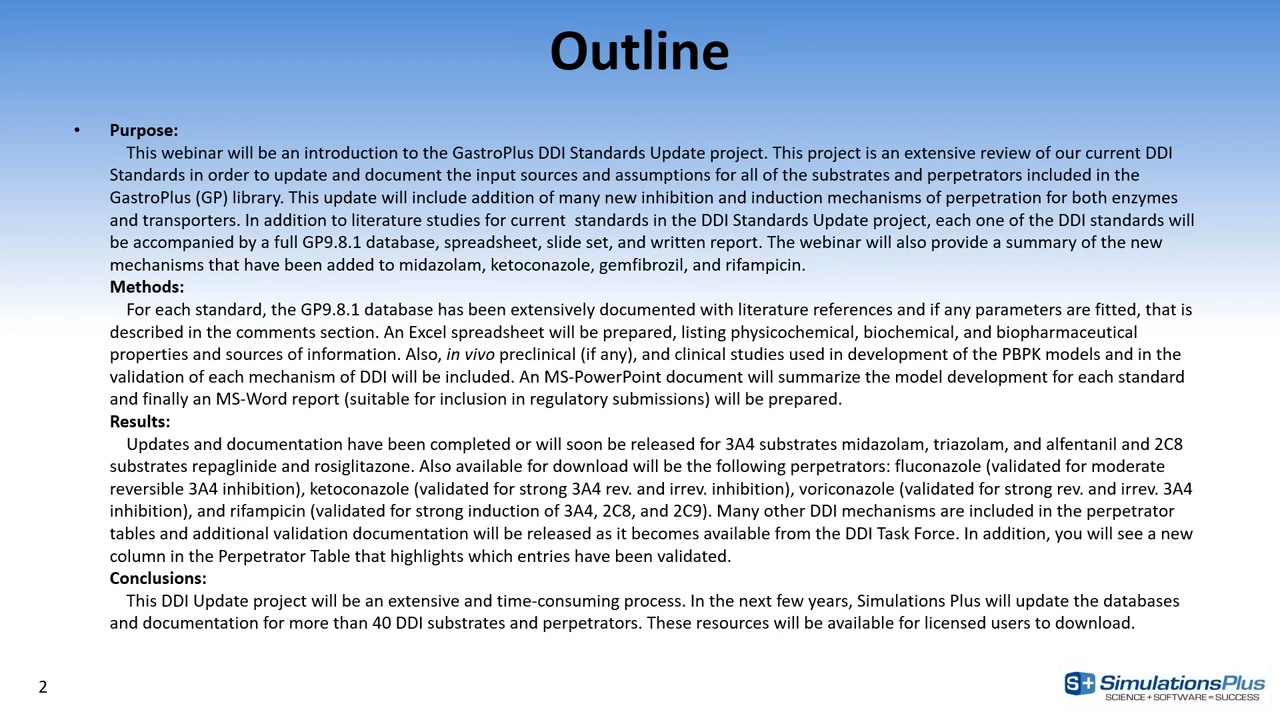 Outline
• Purpose:
This webinar will be an introduction to the GastroPlus DDI Standards Update project. This project is an extensive review of our current DDI
Standards in order to update and document the input sources and assumptions for all of the substrates and perpetrators included in the
GastroPlus (GP) library. This update will include addition of many new inhibition and induction mechanisms of perpetration for both enzymes
and transporters. In addition to literature studies for current standards in the DDI Standards Update project, each one of the DDI standards will
be accompanied by a full GP9.8.1 database, spreadsheet, slide set, and written report. The webinar will also provide a summary of the new
mechanisms that have been added to midazolam, ketoconazole, gemfibrozil, and rifampicin.
Methods:
For each standard, the GP9.8.1 database has been extensively documented with literature references and if any parameters are fitted, that is
described in the comments section. An Excel spreadsheet will be prepared, listing physicochemical, biochemical, and biopharmaceutical
properties and sources of information. Also, in vivo preclinical (if any), and clinical studies used in development of the PBPK models and in the
validation of each mechanism of DDI will be included. An MS-PowerPoint document will summarize the model development for each standard
and finally an MS-Word report (suitable for inclusion in regulatory submissions) will be prepared.
Results:
Updates and documentation have been completed or will soon be released for 3A4 substrates midazolam, triazolam, and alfentanil and 2C8
substrates repaglinide and rosiglitazone. Also available for download will be the following perpetrators: fluconazole (validated for moderate
reversible 3A4 inhibition), ketoconazole (validated for strong 3A4 rev. and irrev. inhibition), voriconazole (validated for strong rev. and irrev. 3A4
inhibition), and rifampicin (validated for strong induction of 3A4, 2C8, and 2C9). Many other DDI mechanisms are included in the perpetrator
tables and additional validation documentation will be released as it becomes available from the DDI Task Force. In addition, you will see a new
column in the Perpetrator Table that highlights which entries have been validated.
Conclusions:
This DDI Update project will be an extensive and time-consuming process. In the next few years, Simulations Plus will update the databases
and documentation for more than 40 DDI substrates and perpetrators. These resources will be available for licensed users to download.
2
S+ SimulationsPlus
SCIENCE+SOFTWARE=SUCCESS